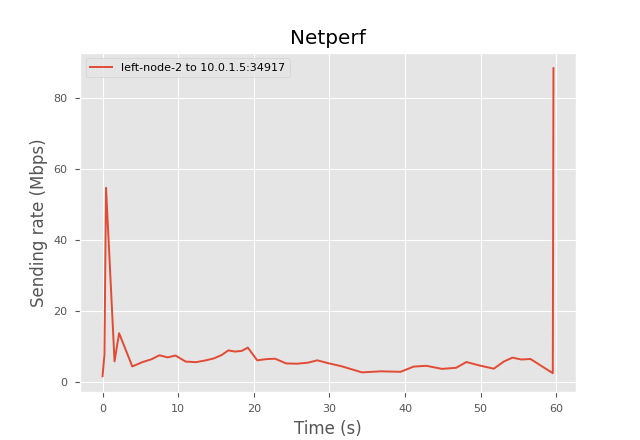 Netperf
left-node-2 to 10.0.1.5:34917
Sending rate (Mbps)
80
60
40
20
0
0 10 20 30 40 50 60
Time (s)